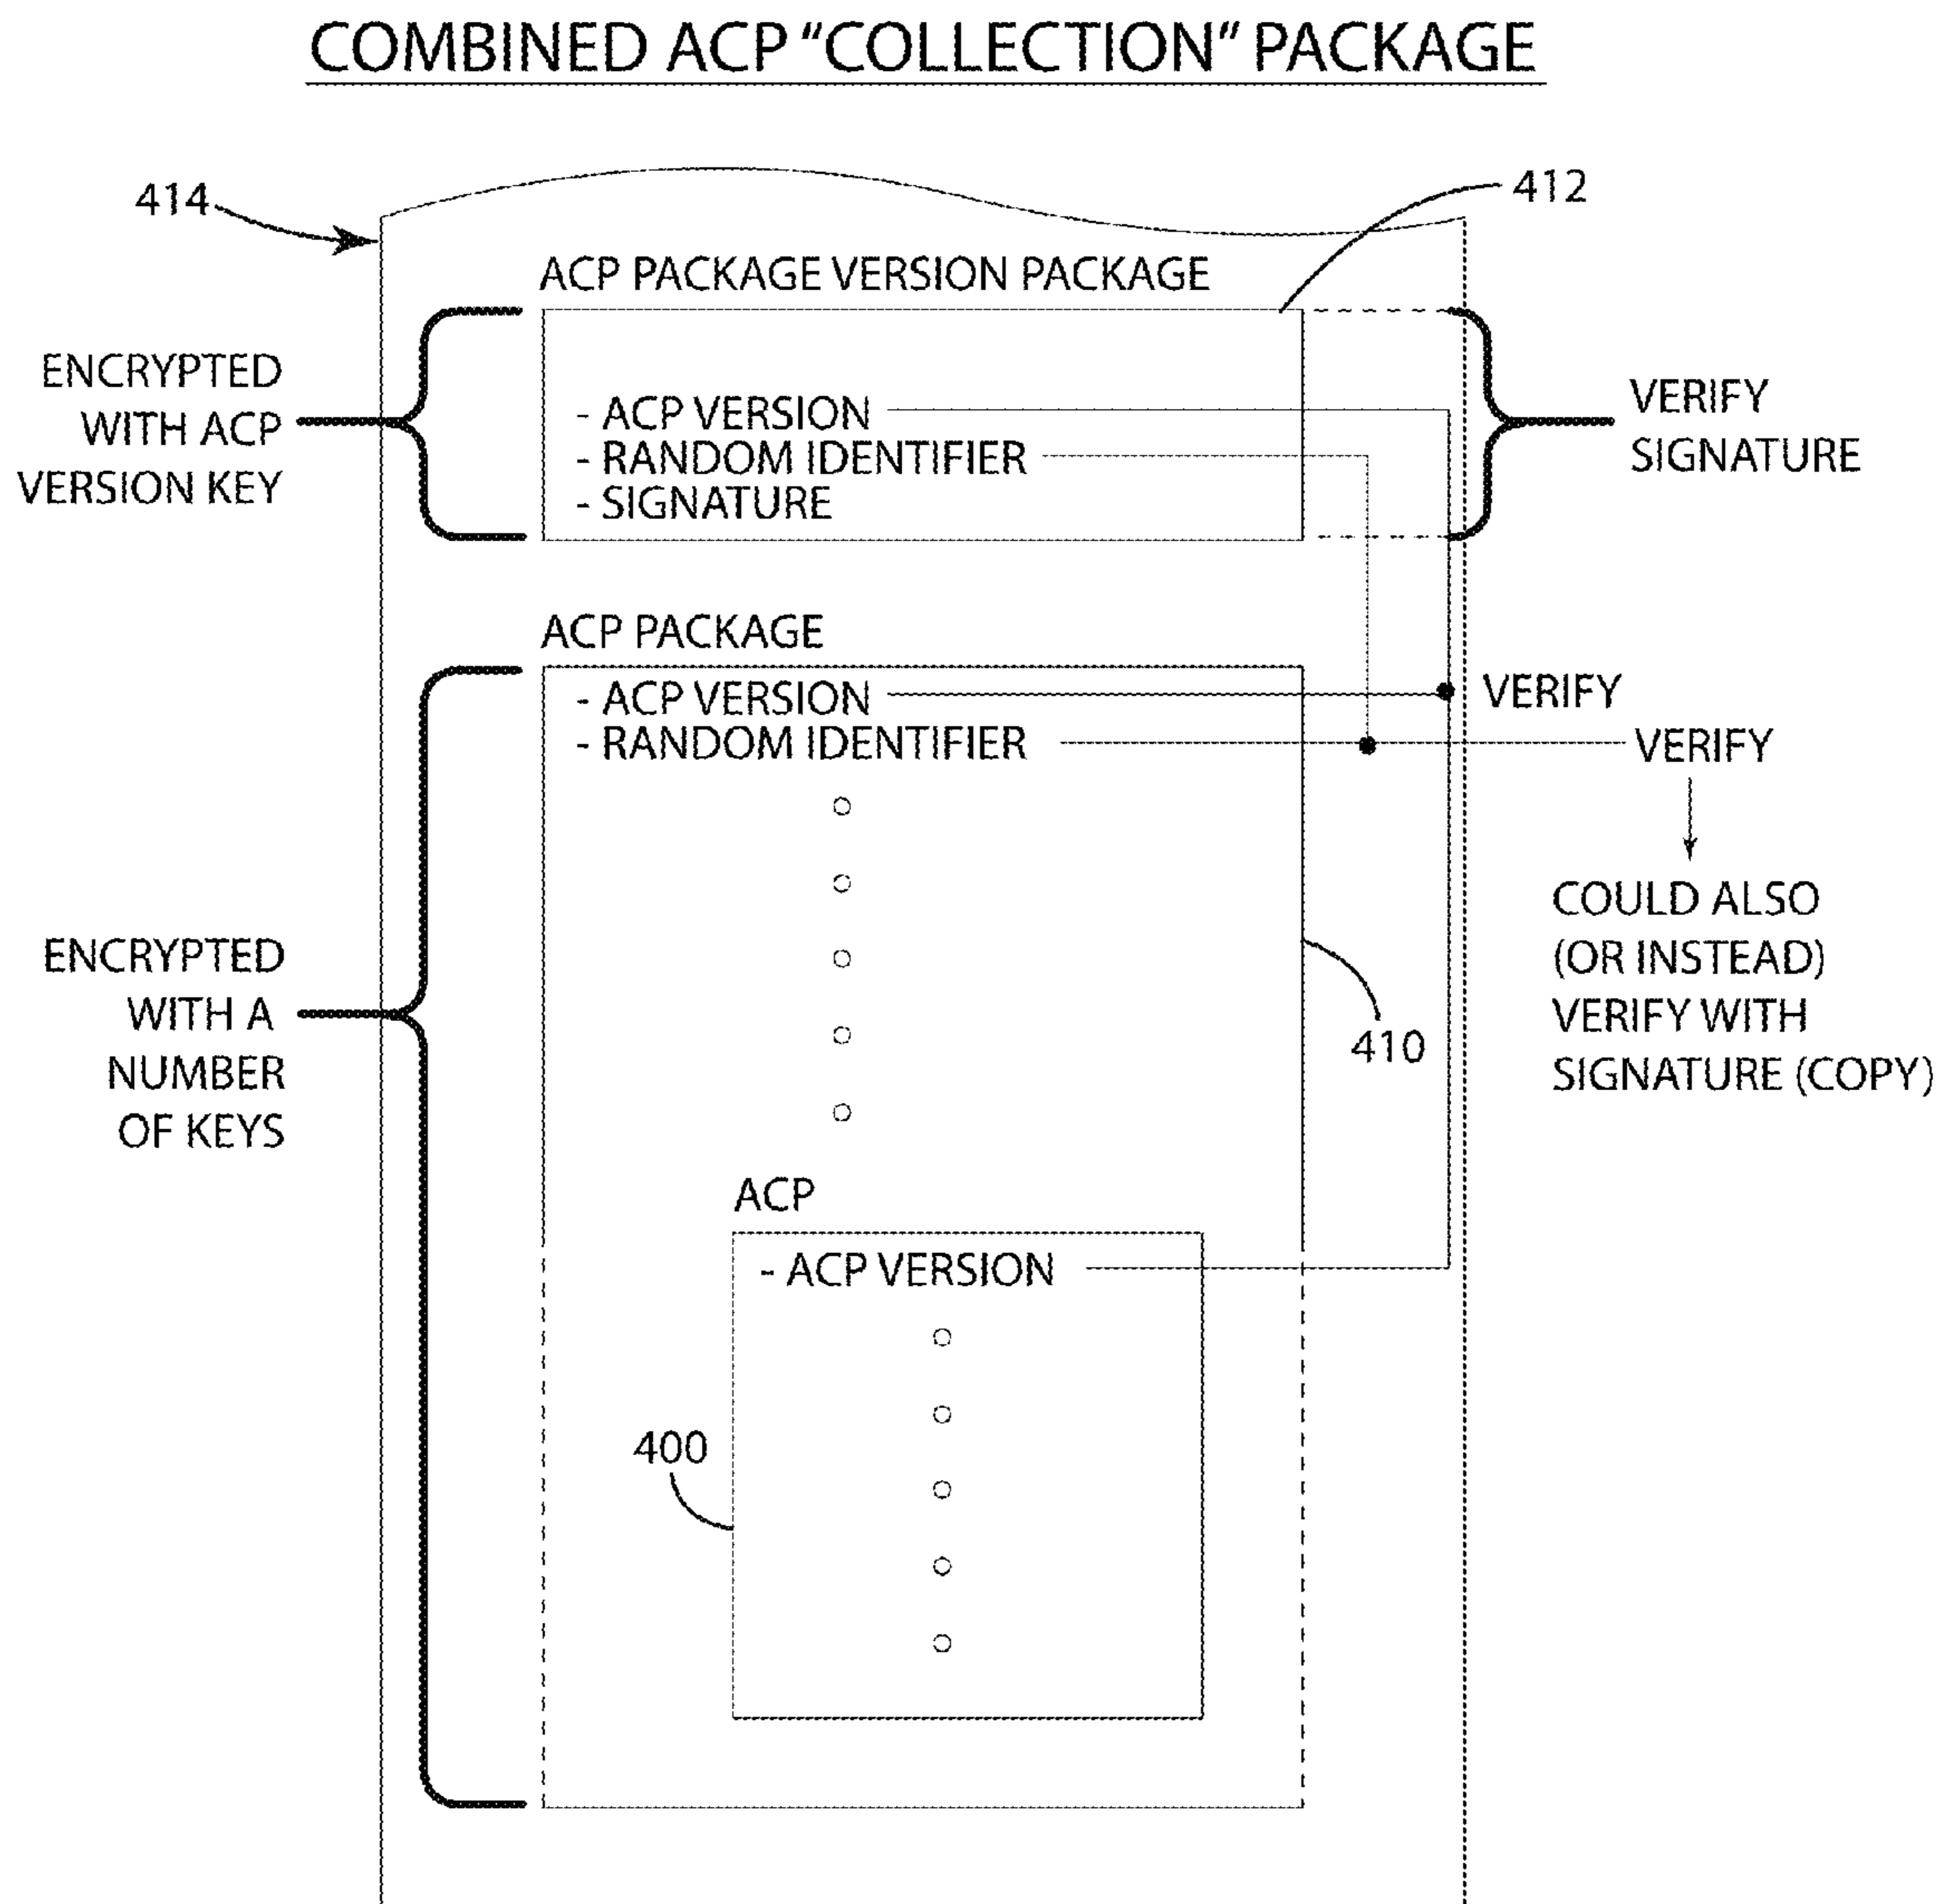 COMBINED ACP “COLLECTION” PACKAGE
414
412
ACP PACKAGE VERSION PACKAGE
ENCRYPTED
WITH ACP
VERSION KEY
- ACP VERSION
- RANDOM IDENTIFIER
- SIGNATURE
VERIFY
SIGNATURE
ACP PACKAGE
- ACP VERSION
VERIFY
- RANDOM IDENTIFIER
VERIFY
COULD ALSO
(OR INSTEAD)
VERIFY WITH
SIGNATURE (COPY)
ENCRYPTED
WITH A
NUMBER
OF KEYS
410
ACP
- ACP VERSION
400